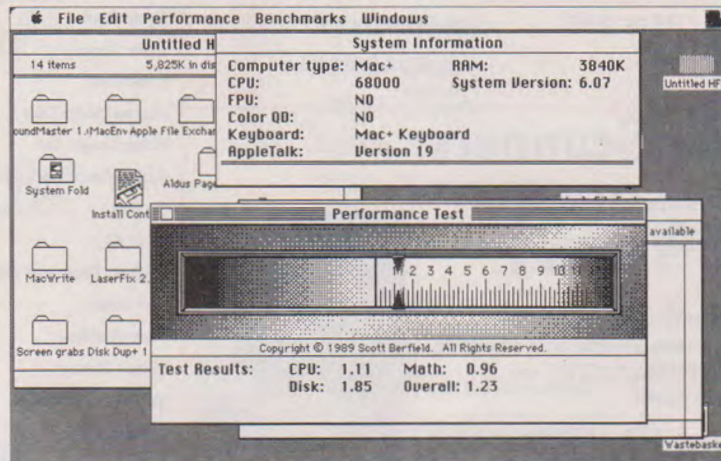 File Edit Performance Benchmarks Windows
Untitled H
14 items 5,825K in dis
oundMaster 1. MacEnv Apple File Exchan
System Fold
Install Cont
Aldus Pag
MacWrite LaserFix 2
Screen grabs Disk Dup+ 1
System Information
Computer type: Mac+ RAM: 3840K
CPU: 68000 System Version: 6.07
FPU: NO
Color QD: NO
Keyboard: Mac+ Keyboard
AppleTalk: Version 19
Untitled HF
available
Performance Test
1 2 3 4 5 6 7 8 9 10 11 12
Copyright © 1989 Scott Berfield. All Rights Reserved.
Test Results: CPU: 1.11 Math: 0.96
Disk: 1.85 Overall: 1.23
Wastebaske